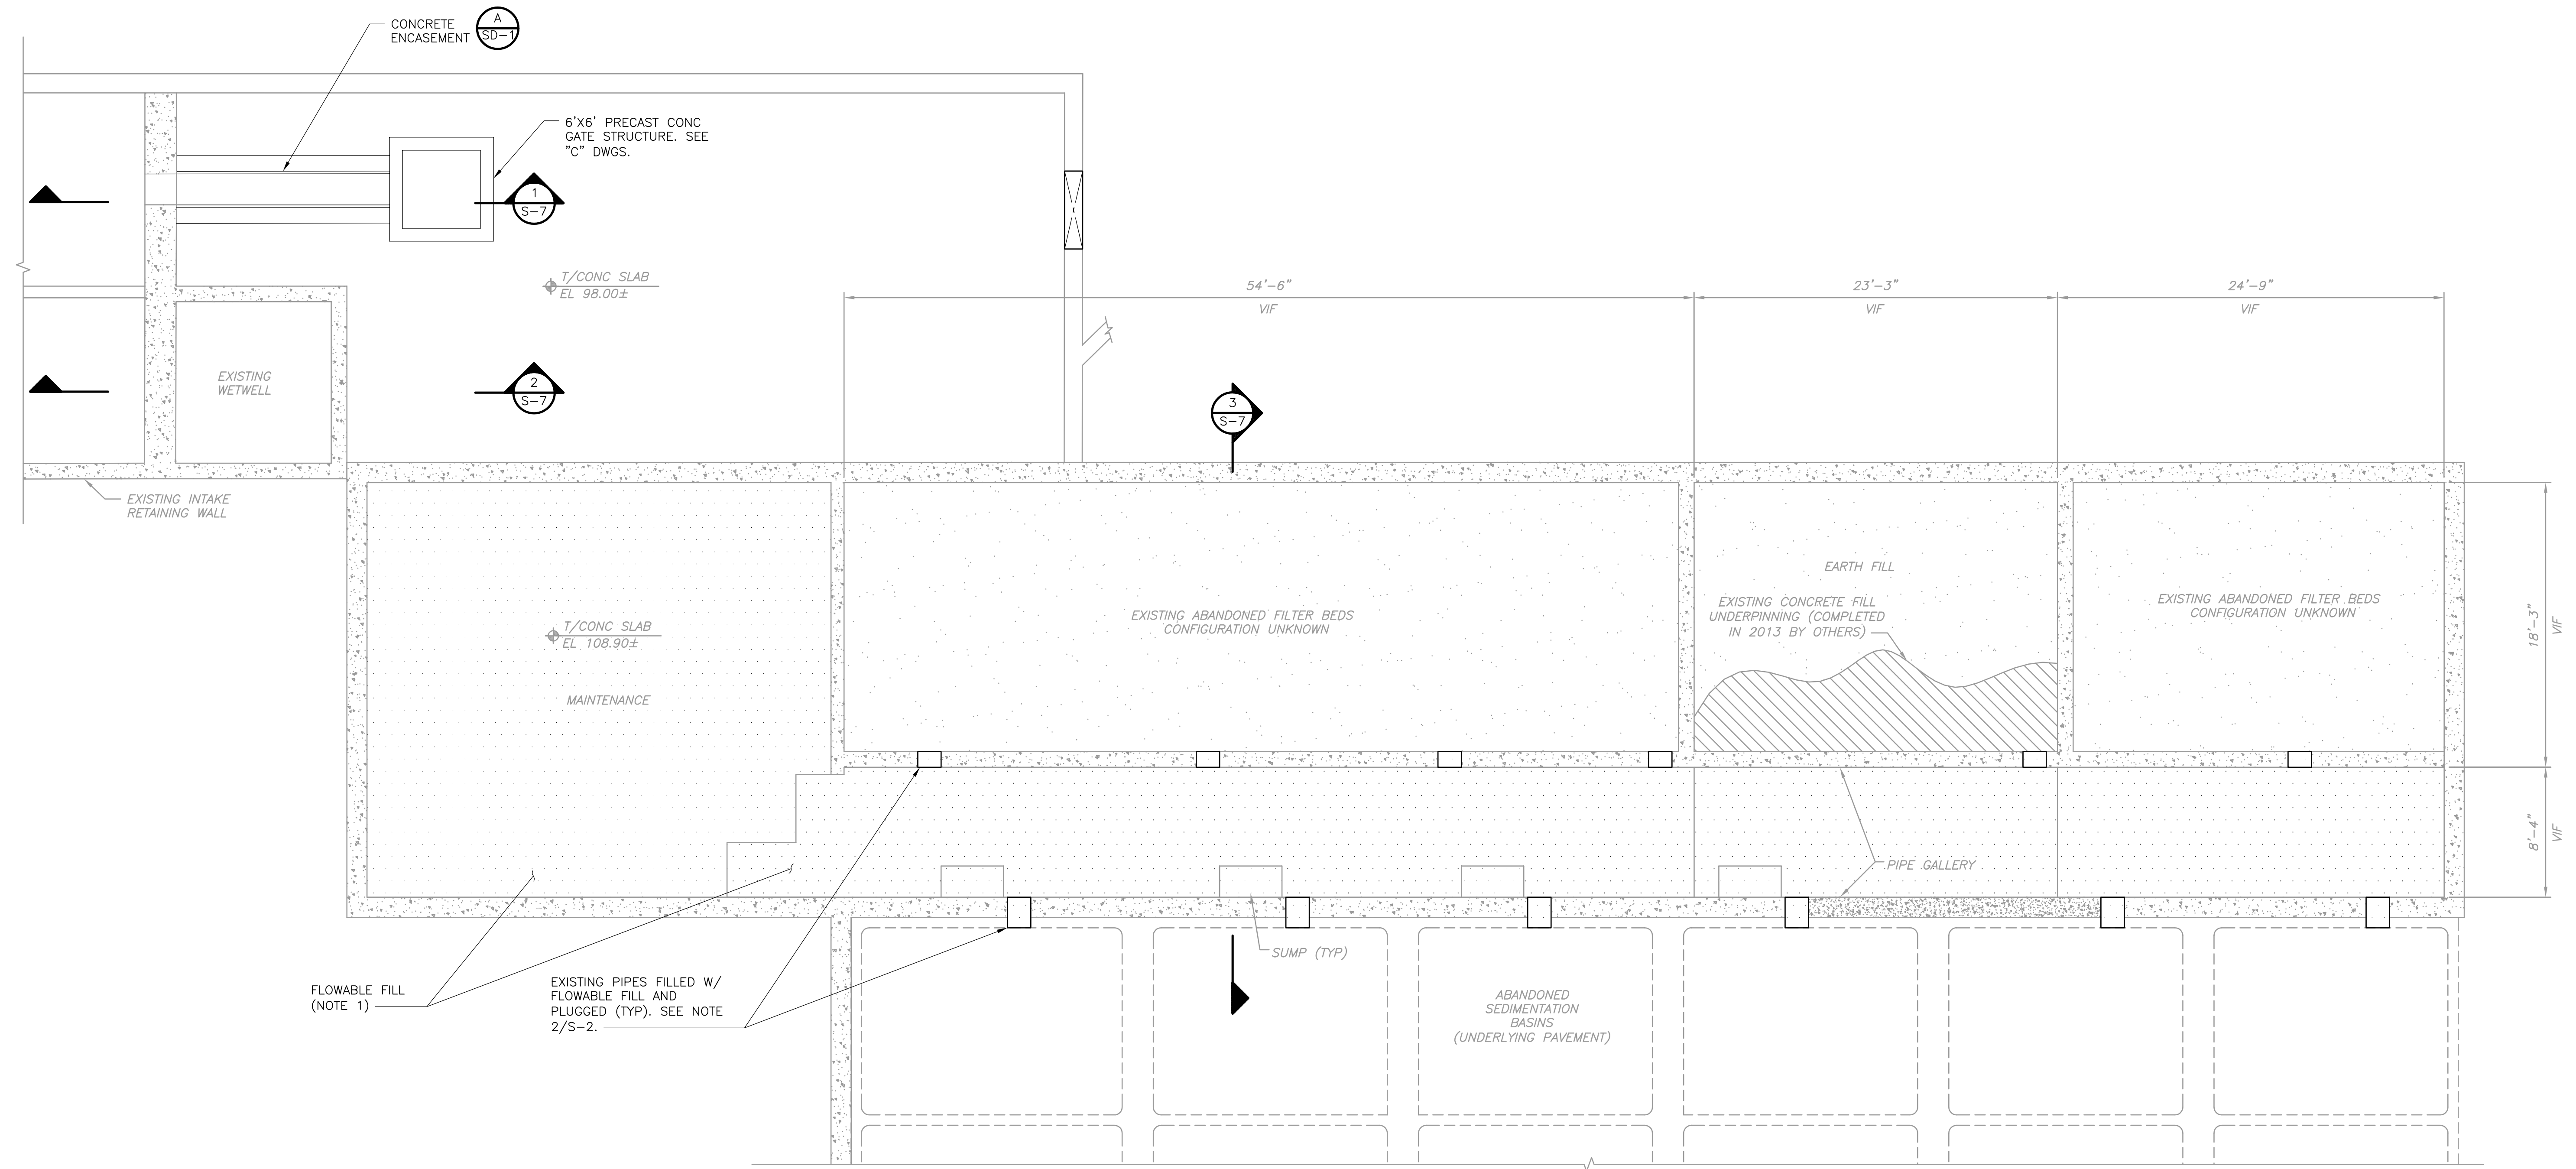 CONCRETE
ENCASEMENT
A
SD-1
6'X6' PRECAST CONC
GATE STRUCTURE. SEE
"C" DWGS.
1
S-7
T/CONC SLAB
EL 98.00±
54'-6"
VIF
23'-3"
VIF
24'-9"
VIF
EXISTING
WETWELL
2
S-7
3
S-7
EXISTING INTAKE
RETAINING WALL
T/CONC SLAB
EL 108.90±
MAINTENANCE
EXISTING ABANDONED FILTER BEDS
CONFIGURATION UNKNOWN
EARTH FILL
EXISTING CONCRETE FILL
UNDERPINNING (COMPLETED
IN 2013 BY OTHERS)
EXISTING ABANDONED FILTER BEDS
CONFIGURATION UNKNOWN
18'-3"
VIF
8'-4"
VIF
PIPE GALLERY
SUMP (TYP)
FLOWABLE FILL
(NOTE 1)
EXISTING PIPES FILLED W/
FLOWABLE FILL AND
PLUGGED (TYP). SEE NOTE
2/S-2.
ABANDONED
SEDIMENTATION
BASINS
(UNDERLYING PAVEMENT)